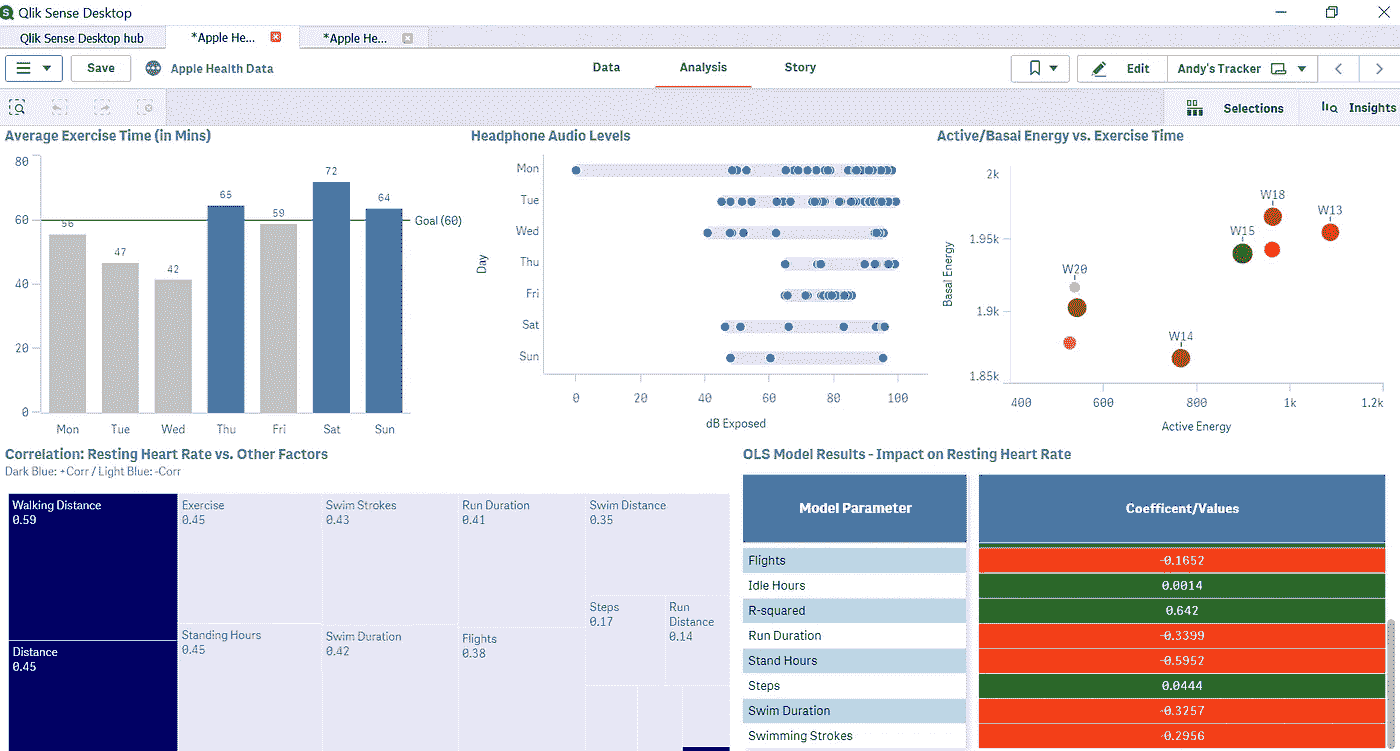 Qlik Sense Desktop
Qlik Sense Desktop hub
*Apple He...
*Apple He...
Save
Apple Health Data
Data
Analysis
Story
Edit
Andy's Tracker
Selections
Insights
Average Exercise Time (in Mins)
80
60
40
20
0
56
47
42
65
59
72
64
Goal (60)
Mon
Tue
Wed
Thu
Fri
Sat
Sun
Headphone Audio Levels
Day
Mon
Tue
Wed
Thu
Fri
Sat
Sun
0
20
40
60
80
100
dB Exposed
Active/Basal Energy vs. Exercise Time
Basal Energy
2k
1.95k
1.9k
1.85k
W18
W13
W15
W20
W14
400
600
800
1k
1.2k
Active Energy
Correlation: Resting Heart Rate vs. Other Factors
Dark Blue: +Corr / Light Blue: -Corr
Walking Distance
0.59
Distance
0.45
Exercise
0.45
Standing Hours
0.45
Swim Strokes
0.43
Swim Duration
0.42
Run Duration
0.41
Flights
0.38
Swim Distance
0.35
Steps
0.17
Run
Distance
0.14
OLS Model Results - Impact on Resting Heart Rate
Model Parameter
Coefficent/Values
Flights
-0.1652
Idle Hours
0.0014
R-squared
0.642
Run Duration
-0.3399
Stand Hours
-0.5952
Steps
0.0444
Swim Duration
-0.3257
Swimming Strokes
-0.2956